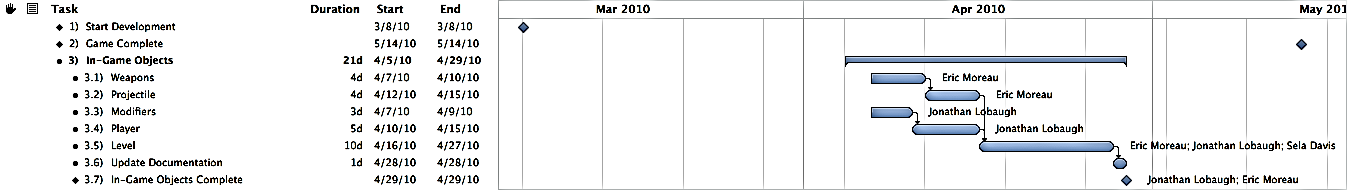 Task Duration Start End Mar 2010 Apr 2010 May 201
1) Start Development 3/8/10 3/8/10
2) Game Complete 5/14/10 5/14/10
3) In-Game Objects 21d 4/5/10 4/29/10
3.1) Weapons 4d 4/7/10 4/10/10 Eric Moreau
3.2) Projectile 4d 4/12/10 4/15/10 Eric Moreau
3.3) Modifiers 3d 4/7/10 4/9/10 Jonathan Lobaugh
3.4) Player 5d 4/10/10 4/15/10 Jonathan Lobaugh
3.5) Level 10d 4/16/10 4/27/10 Eric Moreau; Jonathan Lobaugh; Sela Davis
3.6) Update Documentation 1d 4/28/10 4/28/10
3.7) In-Game Objects Complete 4/29/10 4/29/10 Jonathan Lobaugh; Eric Moreau